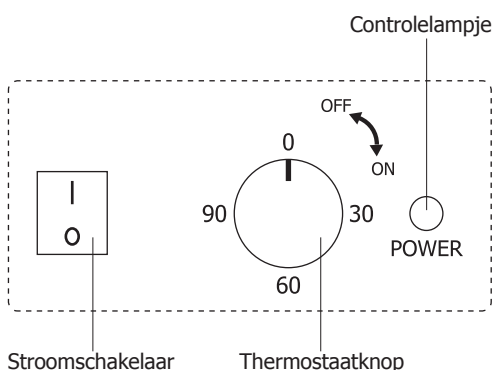 Controlelampje
OFF
ON
0
30
60
90
I
O
POWER
Stroomschakelaar
Thermostaatknop